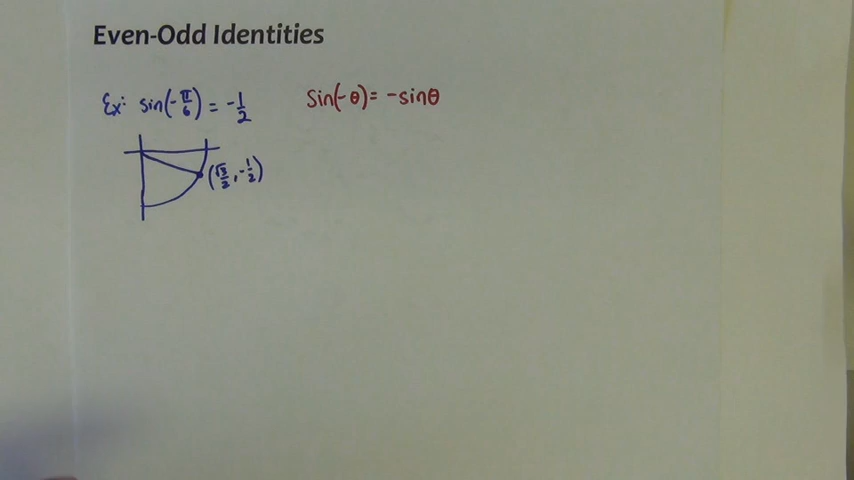 Even-Odd Identities
Ex: sin(-π/6) = -1/2
sin(-θ) = -sinθ
(√3/2, -1/2)